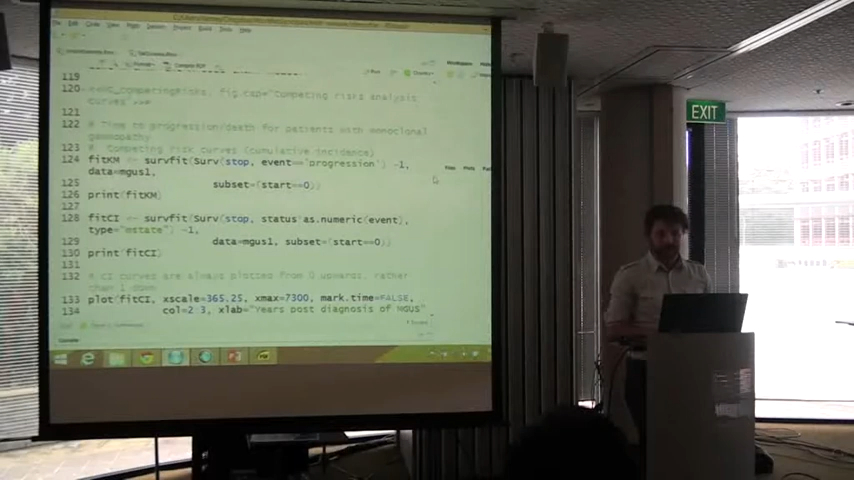 119
120 <<MC_competingRisks, fig.cap="Competing risks analysis
curves">>=
121
122 # Time to progression/death for patients with monoclonal
gammopathy
123 # Competing risk curves (cumulative incidence)
124 fitKM <- survfit(Surv(stop, event=='progression') ~1,
data=mgus1,
125 subset=(start==0))
126 print(fitKM)
127
128 fitCI <- survfit(Surv(stop, status*as.numeric(event),
type="mstate") ~1,
129 data=mgus1, subset=(start==0))
130 print(fitCI)
131
132 # CI curves are always plotted from 0 upwards, rather
than 1 down
133 plot(fitCI, xscale=365.25, xmax=7300, mark.time=FALSE,
134 col=2:3, xlab="Years post diagnosis of MGUS"
EXIT